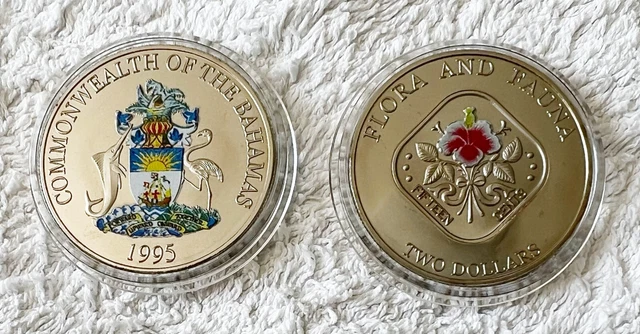 COMMONWEALTH OF THE BAHAMAS
1995
FLORA AND FAUNA
FIFTEEN
CENTS
TWO DOLLARS